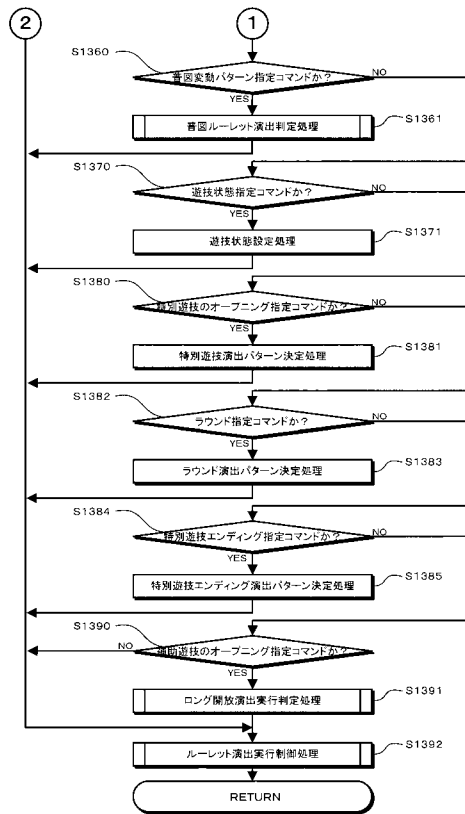 2
1
S1360
普図変動パターン指定コマンドか？
NO
YES
普図ルーレット演出判定処理
S1361
S1370
遊技状態指定コマンドか？
NO
YES
遊技状態設定処理
S1371
S1380
特別遊技のオープニング指定コマンドか？
NO
YES
特別遊技演出パターン決定処理
S1381
S1382
ラウンド指定コマンドか？
NO
YES
ラウンド演出パターン決定処理
S1383
S1384
特別遊技エンディング指定コマンドか？
NO
YES
特別遊技エンディング演出パターン決定処理
S1385
S1390
NO
補助遊技のオープニング指定コマンドか？
YES
ロング開放演出実行判定処理
S1391
ルーレット演出実行制御処理
S1392
RETURN